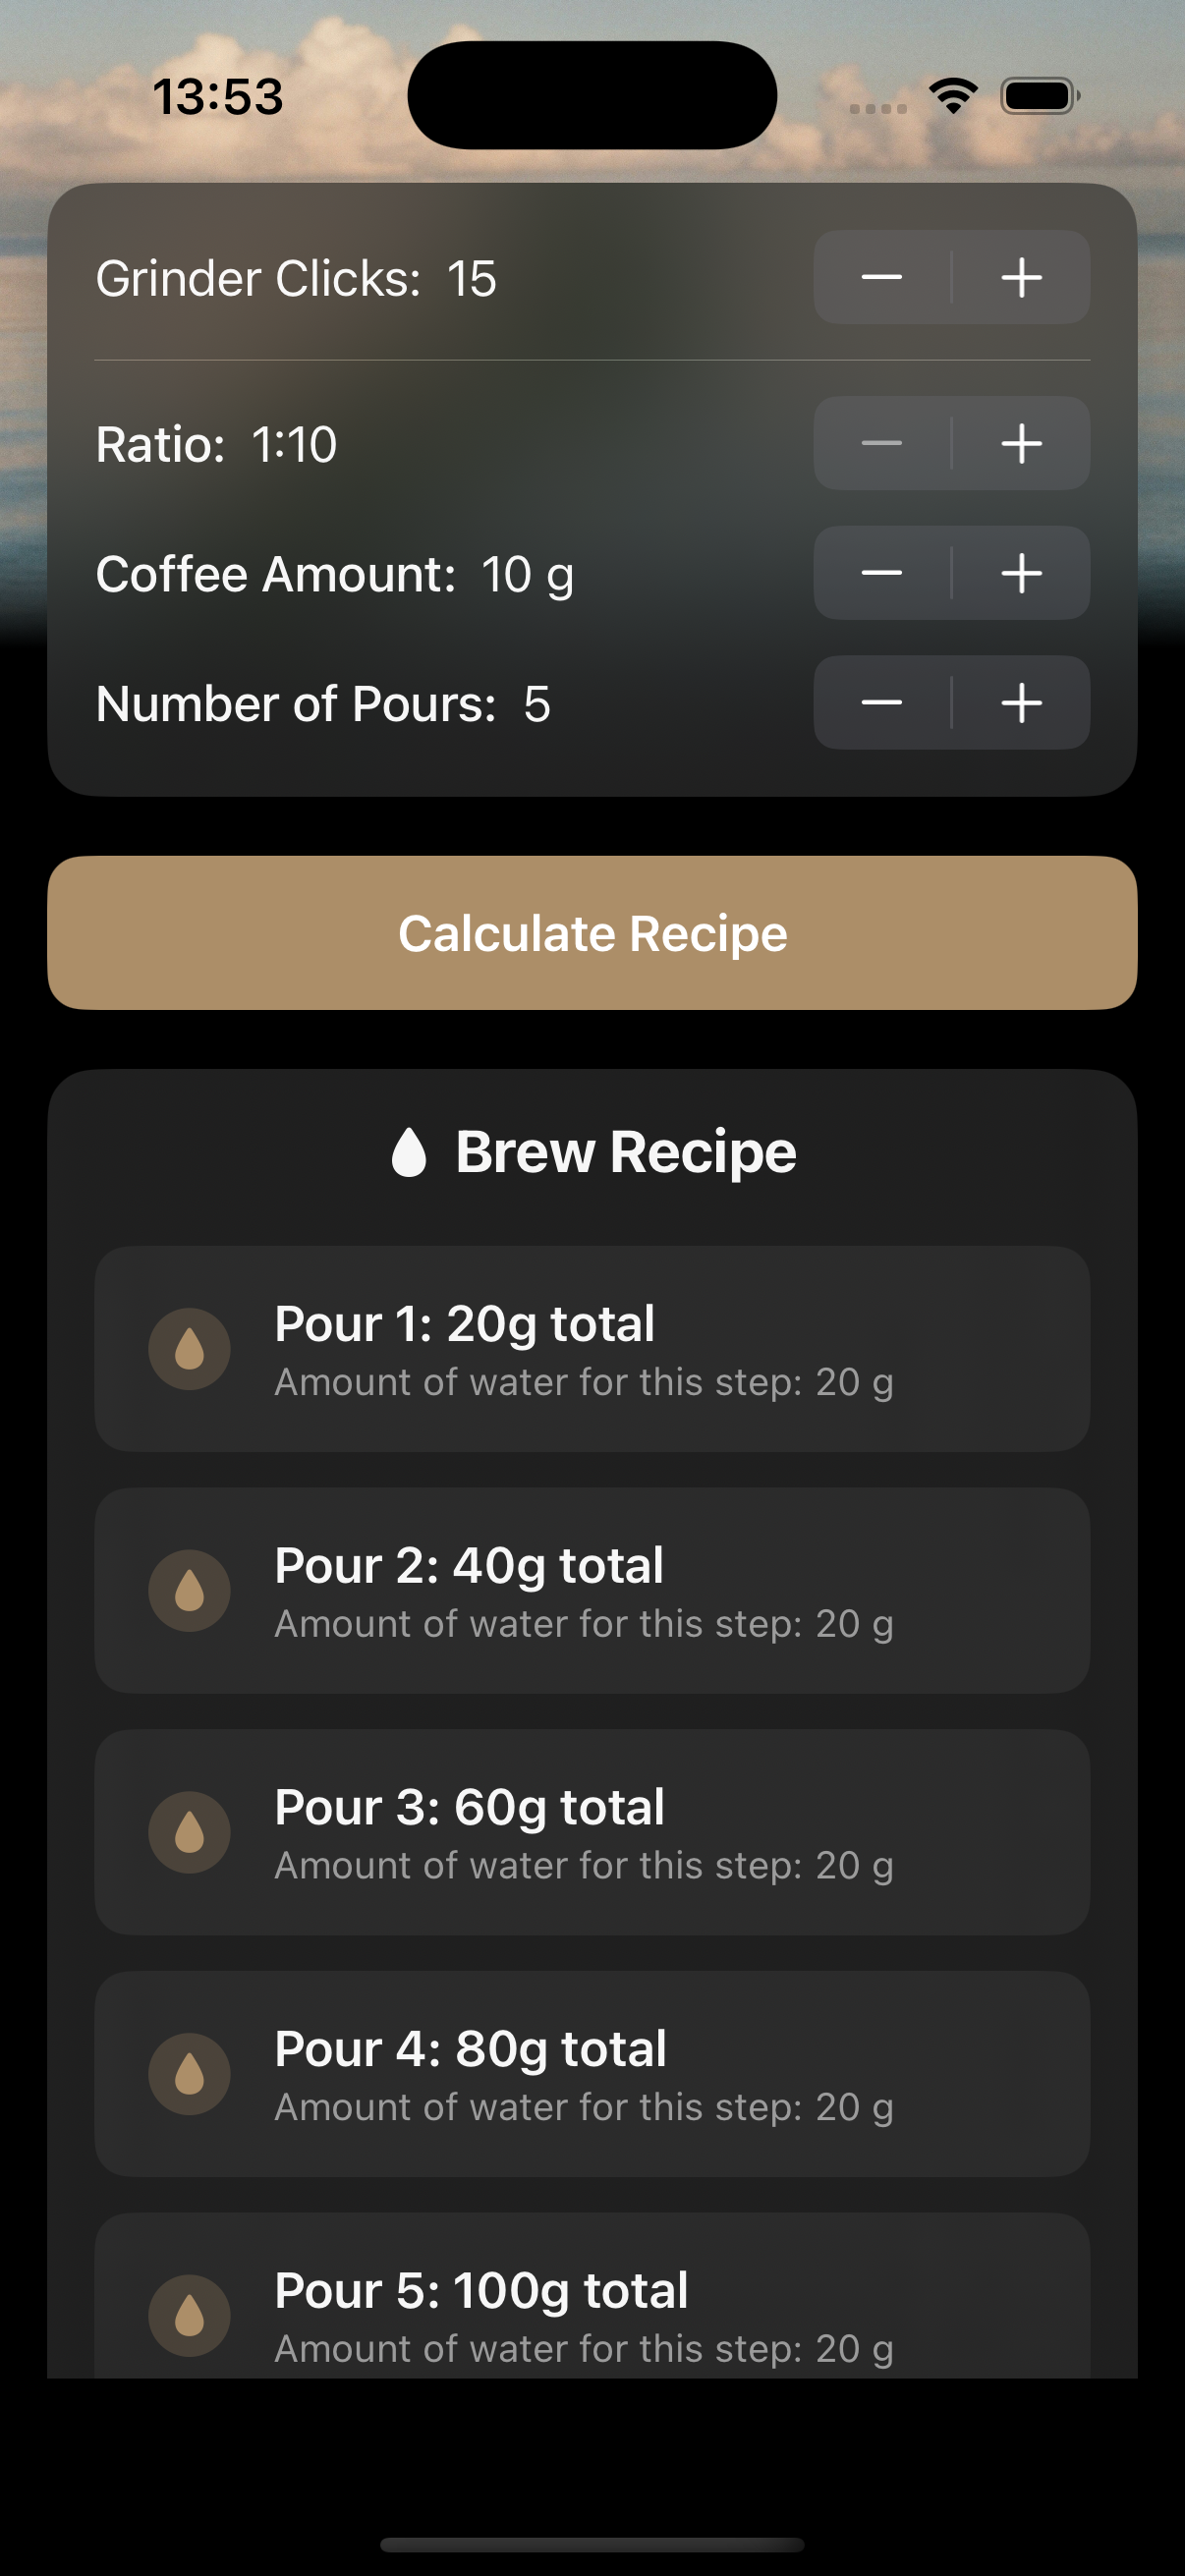 13:53
Grinder Clicks: 15
Ratio: 1:10
Coffee Amount: 10 g
Number of Pours: 5
Calculate Recipe
Brew Recipe
Pour 1: 20g total
Amount of water for this step: 20 g
Pour 2: 40g total
Amount of water for this step: 20 g
Pour 3: 60g total
Amount of water for this step: 20 g
Pour 4: 80g total
Amount of water for this step: 20 g
Pour 5: 100g total
Amount of water for this step: 20 g